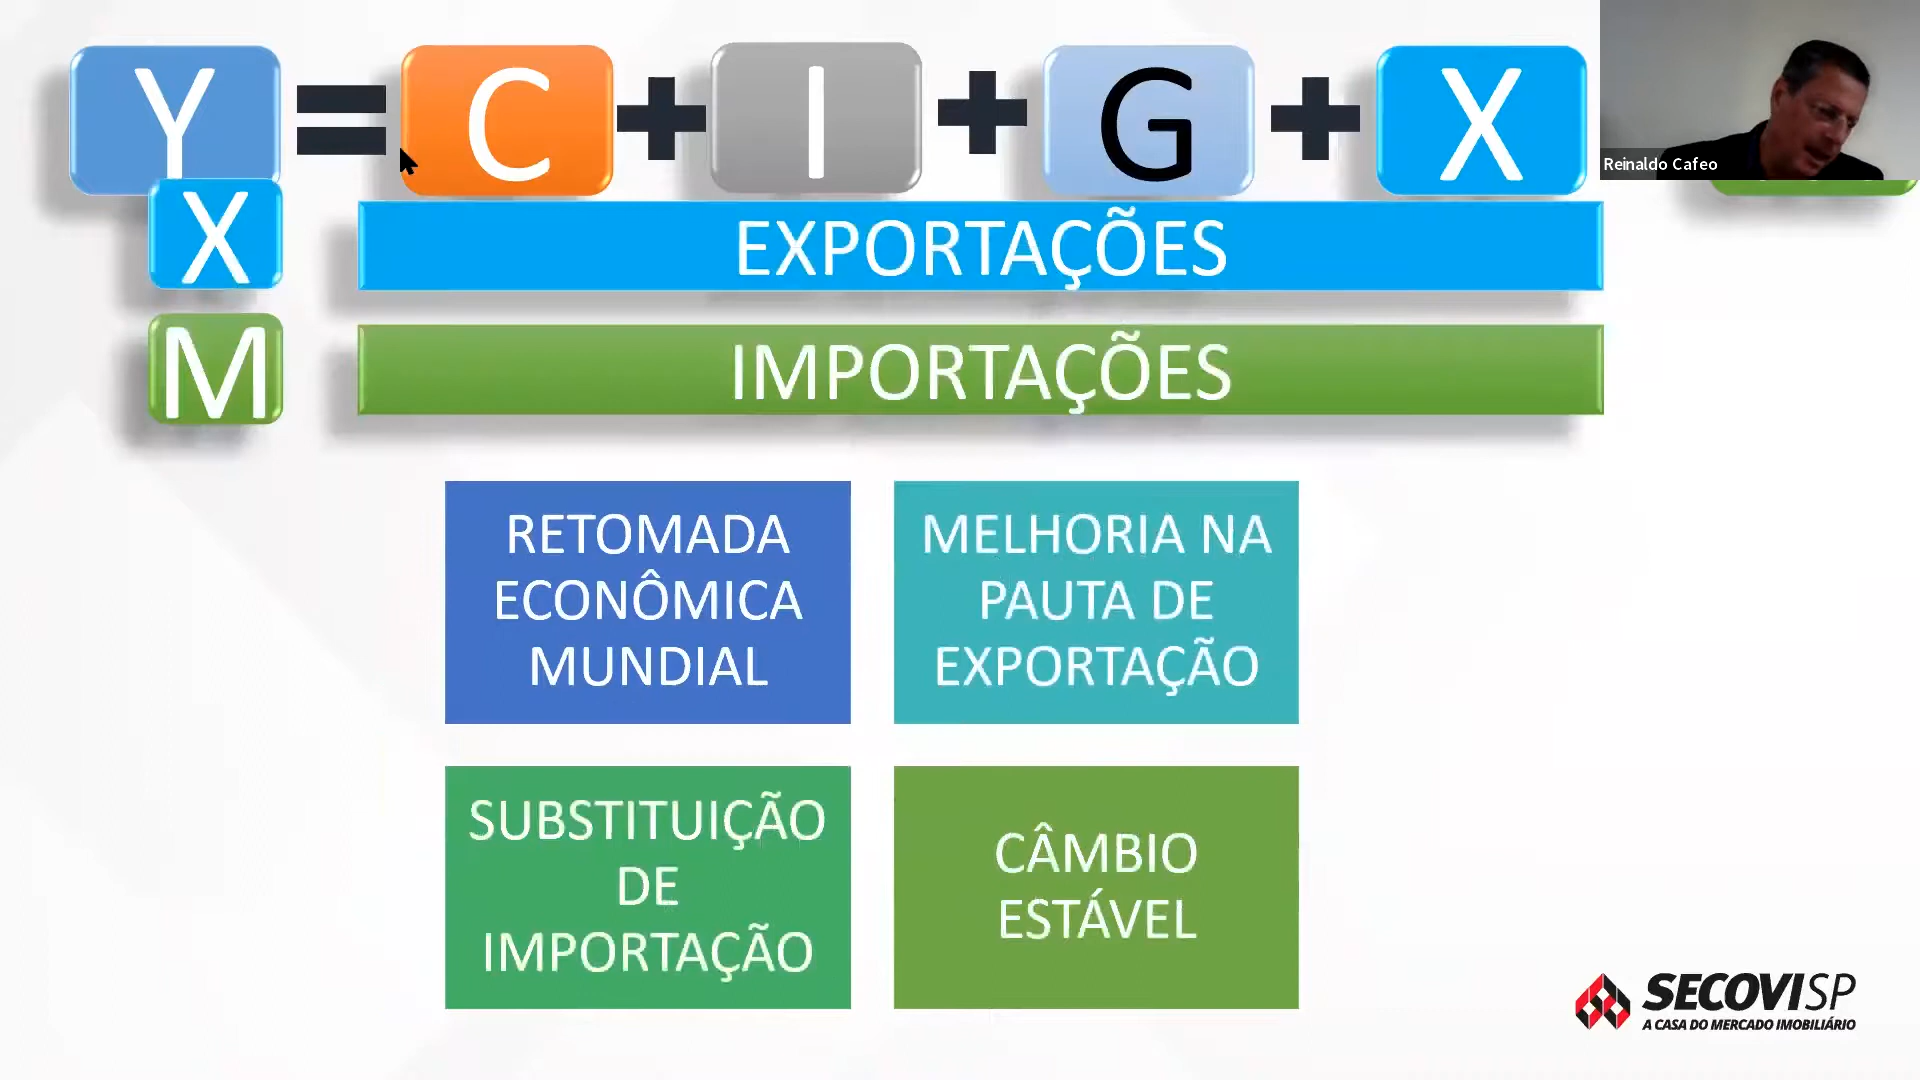 Y = C + I + G + X
Reinaldo Cafeo
X EXPORTAÇÕES
M IMPORTAÇÕES
RETOMADA
ECONÔMICA
MUNDIAL
MELHORIA NA
PAUTA DE
EXPORTAÇÃO
SUBSTITUIÇÃO
DE
IMPORTAÇÃO
CÂMBIO
ESTÁVEL
SECOVISP
A CASA DO MERCADO IMOBILIÁRIO